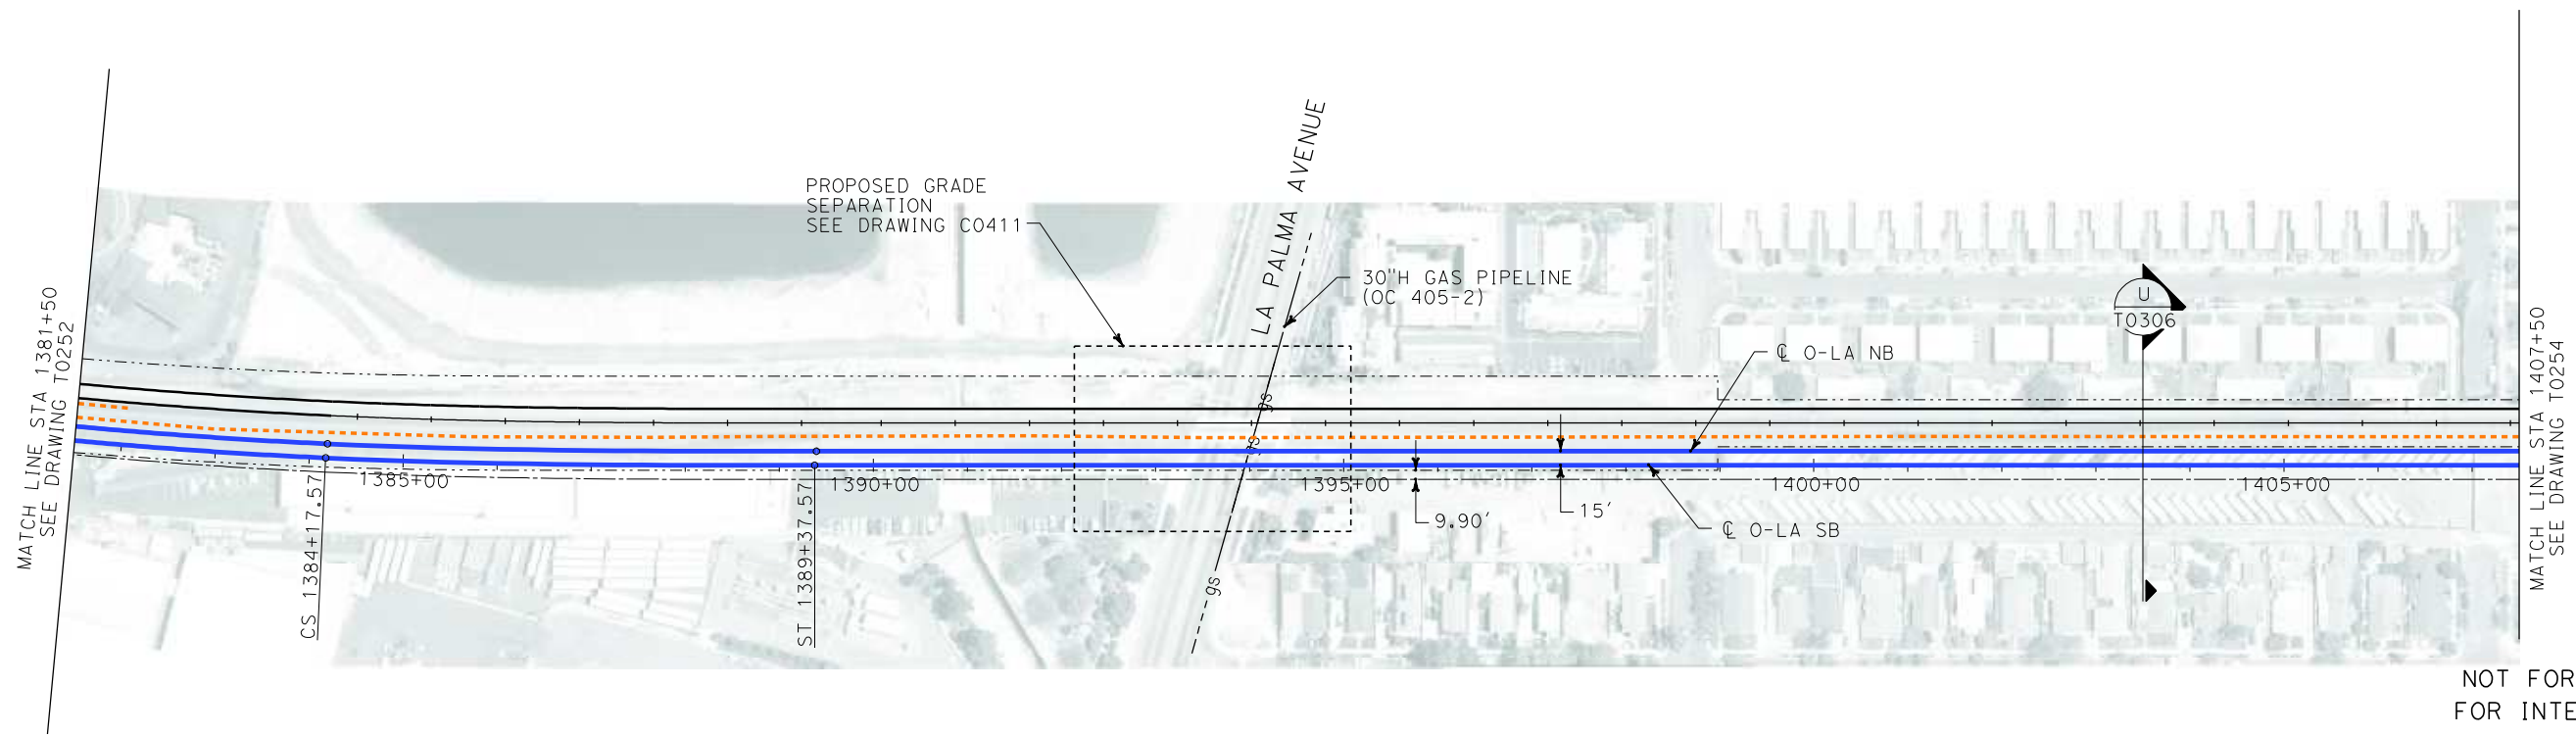 MATCH LINE STA 1381+50
SEE DRAWING T0252
PROPOSED GRADE
SEPARATION
SEE DRAWING C0411
LA PALMA AVENUE
30"H GAS PIPELINE
(OC 405-2)
℄ O-LA NB
U
T0306
MATCH LINE STA 1407+50
SEE DRAWING T0254
gs
gs
1385+00
1390+00
1395+00
1400+00
1405+00
CS 1384+17.57
ST 1389+37.57
9.90'
15'
℄ O-LA SB
gs
NOT FOR
FOR INTE